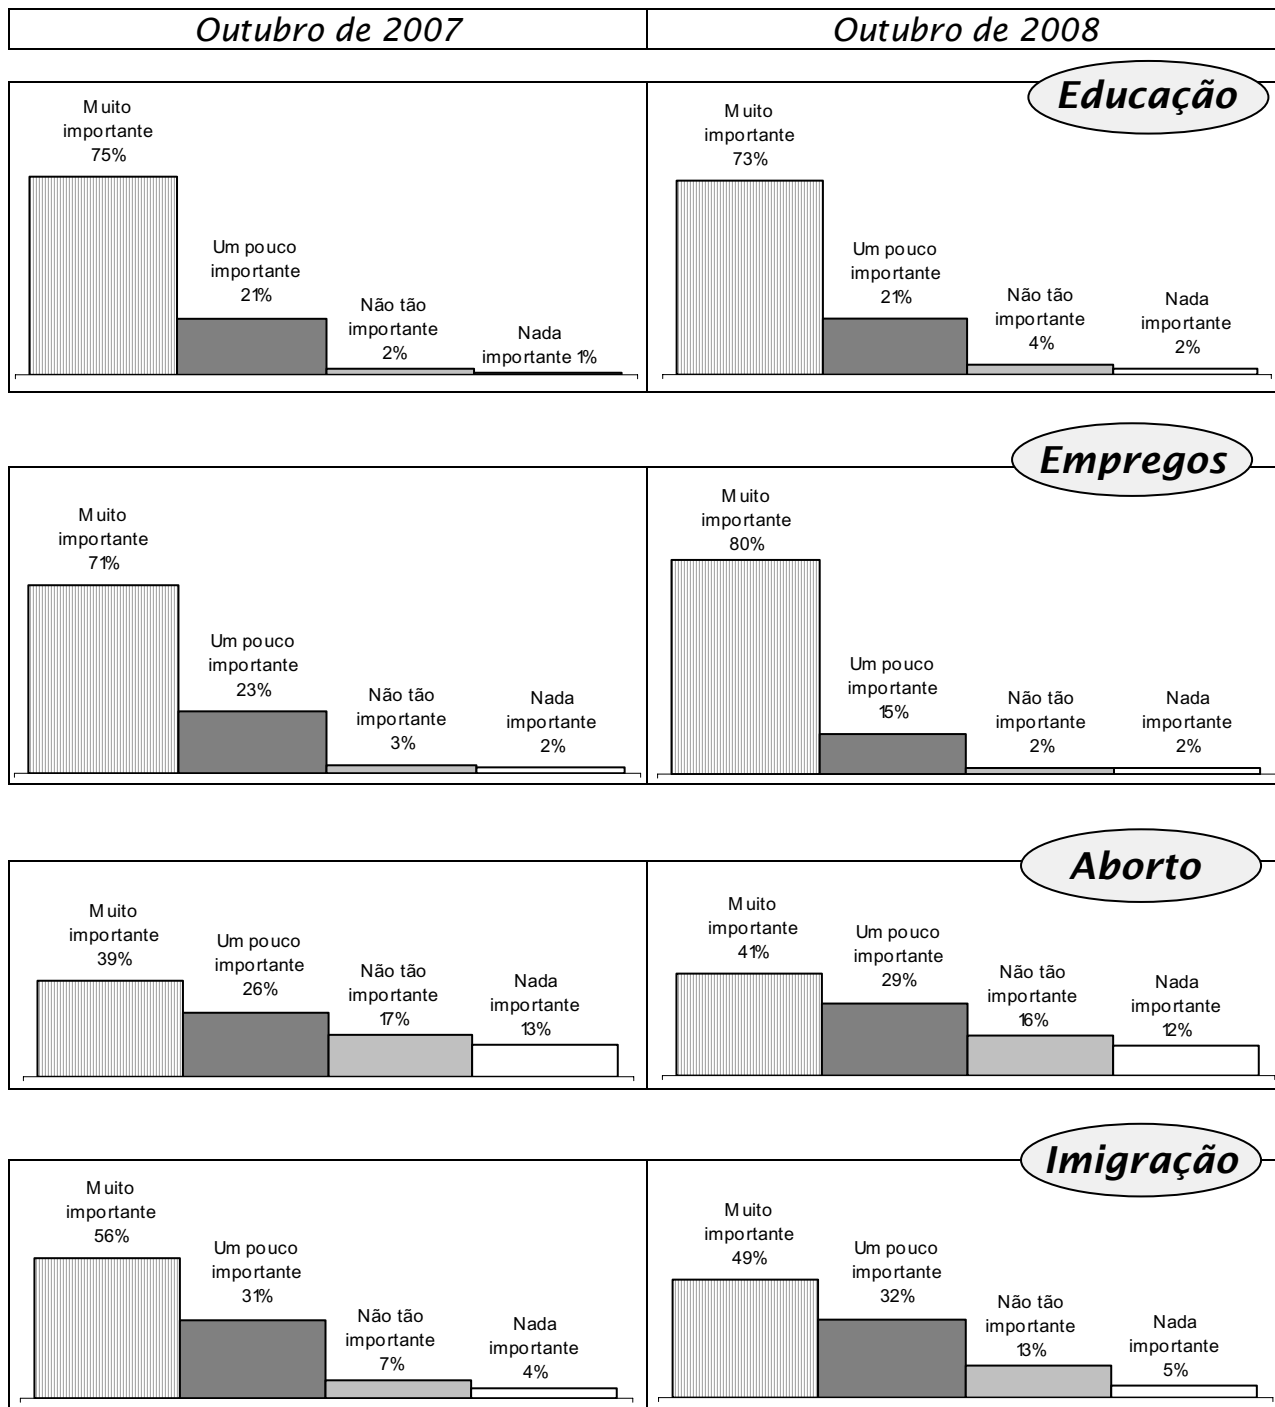 Outubro de 2007
Outubro de 2008
Educação
Muito
importante
75%
Um pouco
importante
21%
Não tão
importante
2%
Nada
importante 1%
Muito
importante
73%
Um pouco
importante
21%
Não tão
importante
4%
Nada
importante
2%
Empregos
Muito
importante
71%
Um pouco
importante
23%
Não tão
importante
3%
Nada
importante
2%
Muito
importante
80%
Um pouco
importante
15%
Não tão
importante
2%
Nada
importante
2%
Aborto
Muito
importante
39%
Um pouco
importante
26%
Não tão
importante
17%
Nada
importante
13%
Muito
importante
41%
Um pouco
importante
29%
Não tão
importante
16%
Nada
importante
12%
Imigração
Muito
importante
56%
Um pouco
importante
31%
Não tão
importante
7%
Nada
importante
4%
Muito
importante
49%
Um pouco
importante
32%
Não tão
importante
13%
Nada
importante
5%